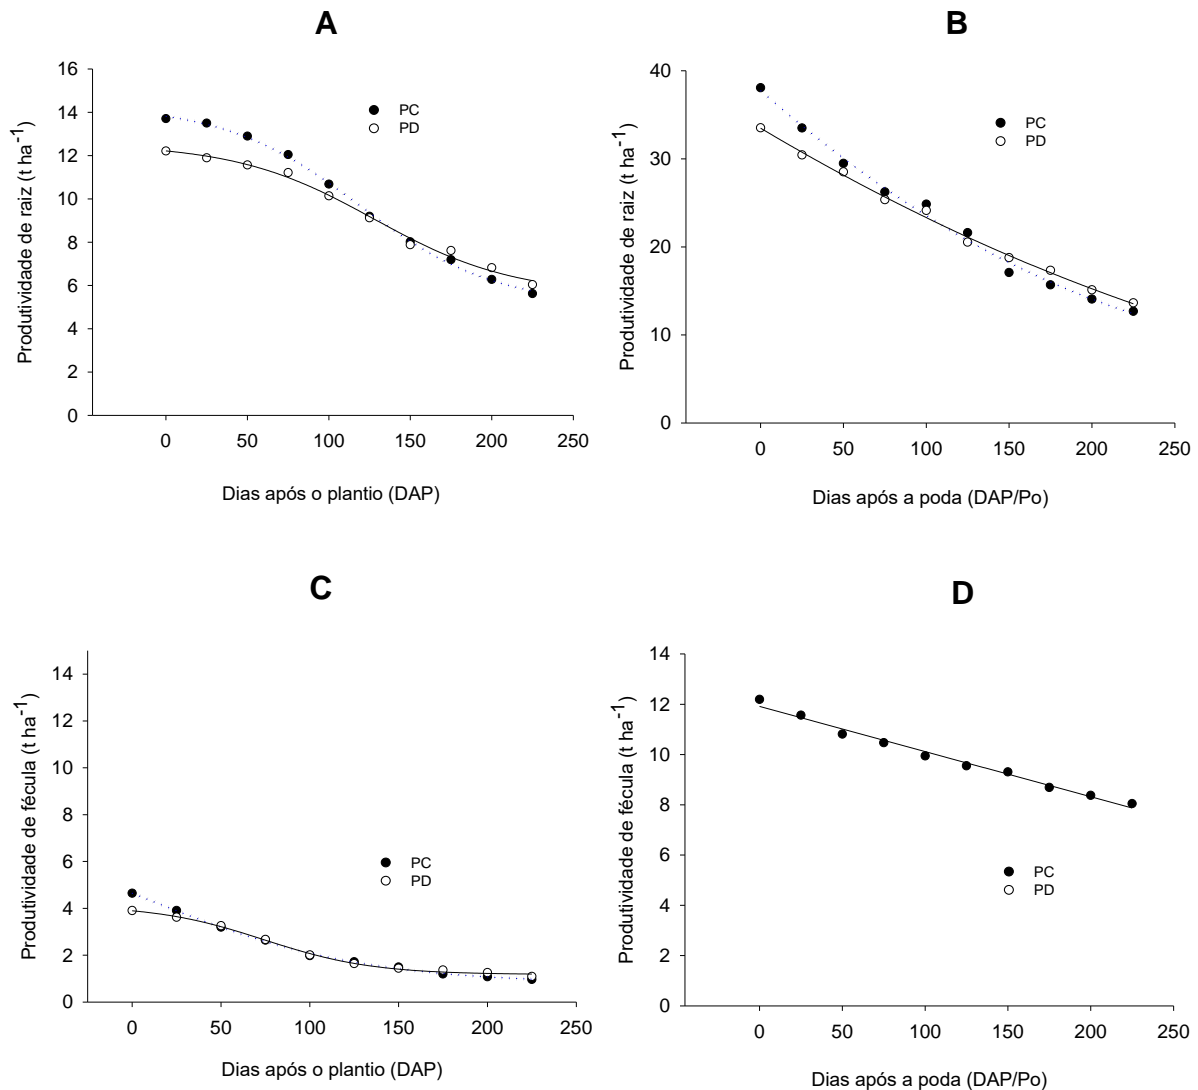 A
Produtividade de raiz (t ha-1)
16
14
12
10
8
6
4
2
0
PC
PD
0 50 100 150 200 250
Dias após o plantio (DAP)
B
Produtividade de raiz (t ha-1)
40
30
20
10
0
PC
PD
0 50 100 150 200 250
Dias após a poda (DAP/Po)
C
Produtividade de fécula (t ha-1)
14
12
10
8
6
4
2
0
PC
PD
0 50 100 150 200 250
Dias após o plantio (DAP)
D
Produtividade de fécula (t ha-1)
14
12
10
8
6
4
2
0
PC
PD
0 50 100 150 200 250
Dias após a poda (DAP/Po)